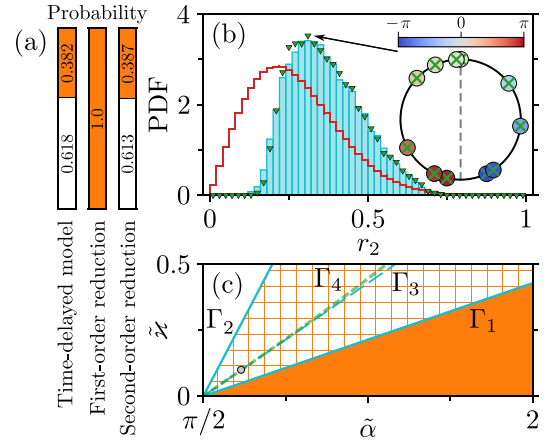 Probability
(a)
0.382
0.618
1.0
0.387
0.613
Time-delayed model
First-order reduction
Second-order reduction
(b)
−π 0 π
PDF
4
2
0
0 0.5 1
r₂
(c)
0.5
ϰ̃
0
Γ₂
Γ₄
Γ₃
Γ₁
π/2 α̃ 2